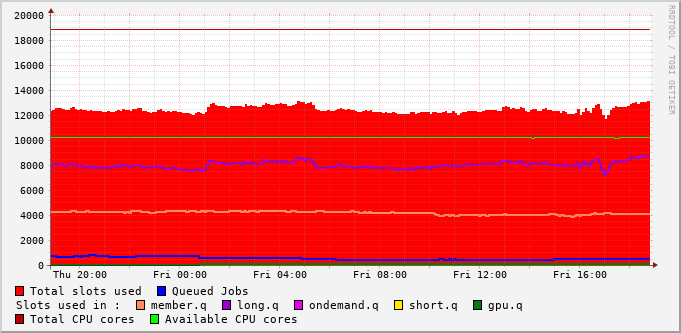 20000
18000
16000
14000
12000
10000
8000
6000
4000
2000
0
Thu 20:00 Fri 00:00 Fri 04:00 Fri 08:00 Fri 12:00 Fri 16:00
Total slots used Queued Jobs
Slots used in : member.q long.q ondemand.q short.q gpu.q
Total CPU cores Available CPU cores
RRDTOOL / TOBI OETIKER